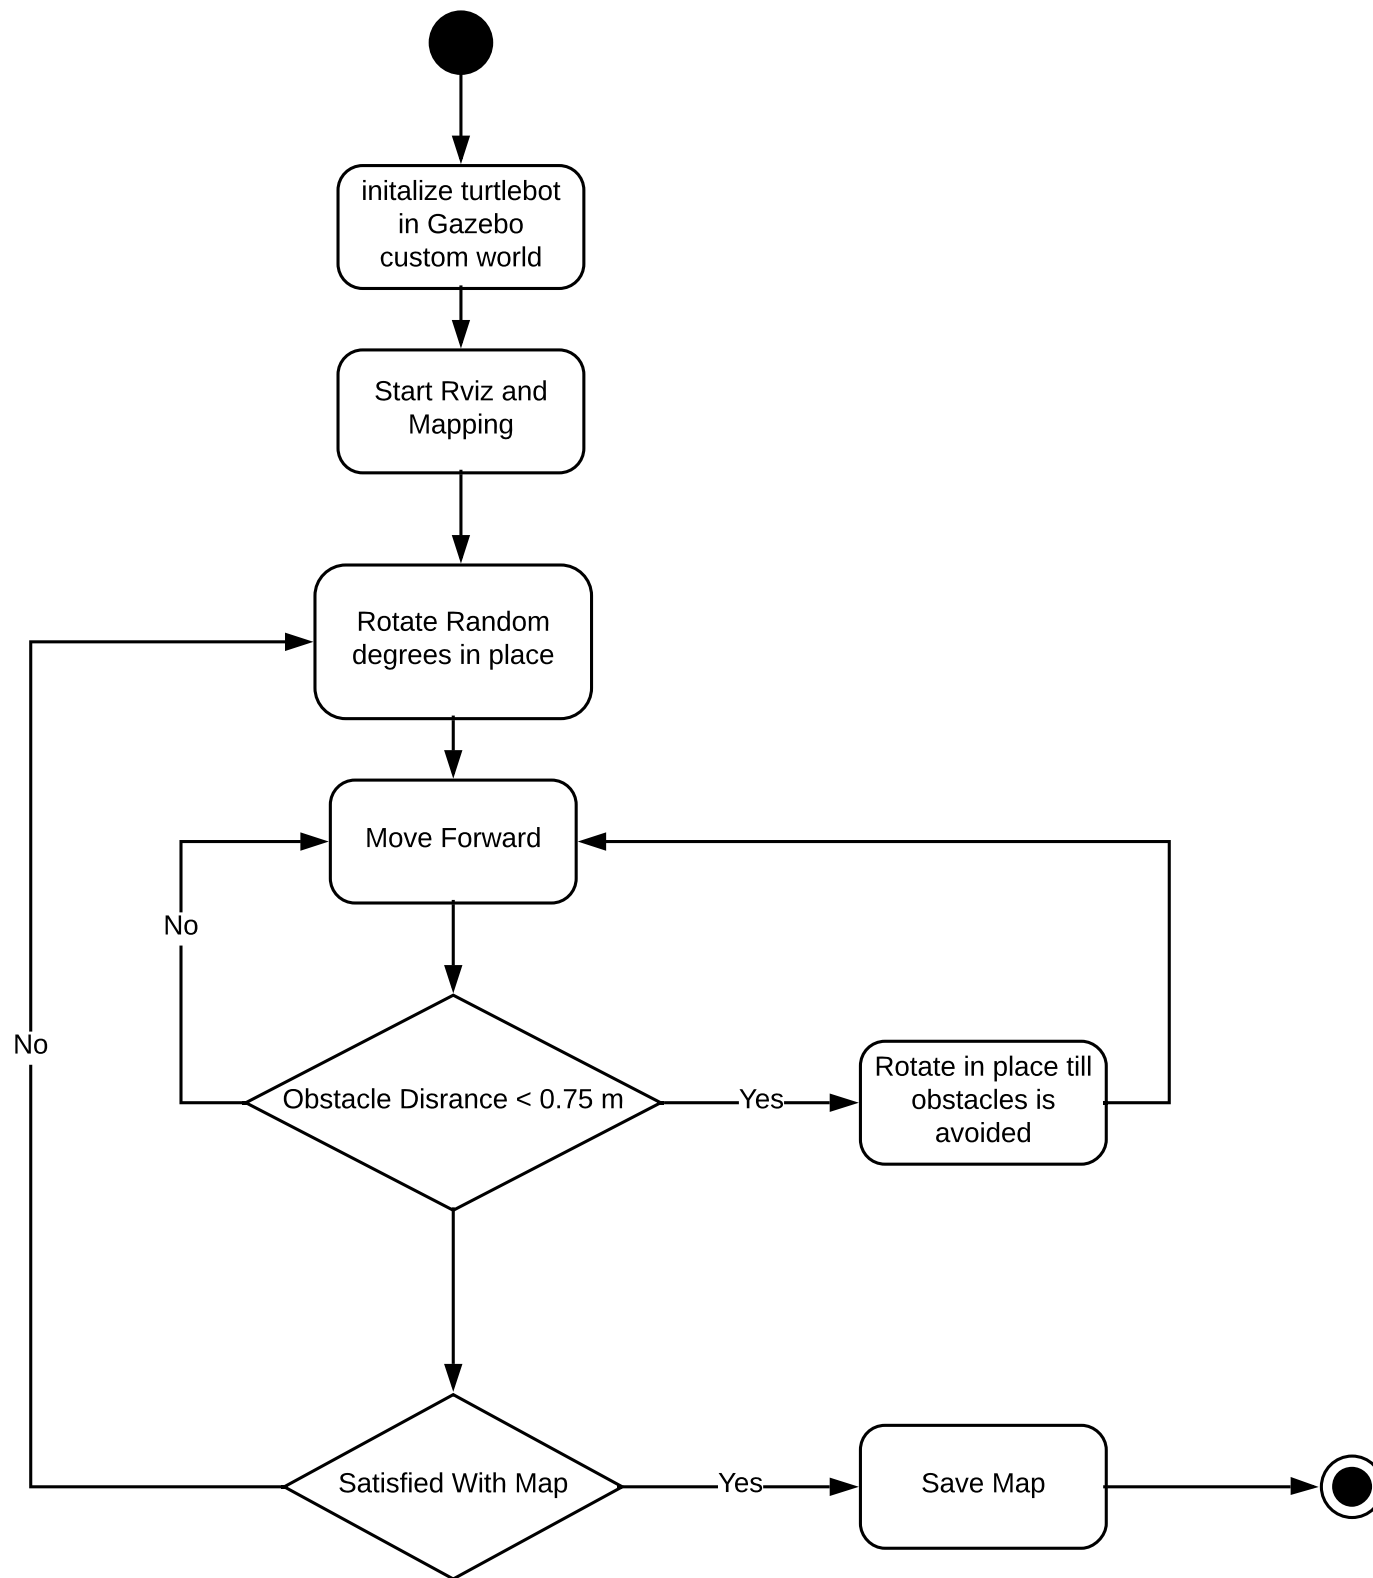 initalize turtlebot
in Gazebo
custom world
Start Rviz and
Mapping
Rotate Random
degrees in place
Move Forward
No
No
Obstacle Disrance < 0.75 m
Yes
Rotate in place till
obstacles is
avoided
Satisfied With Map
Yes
Save Map